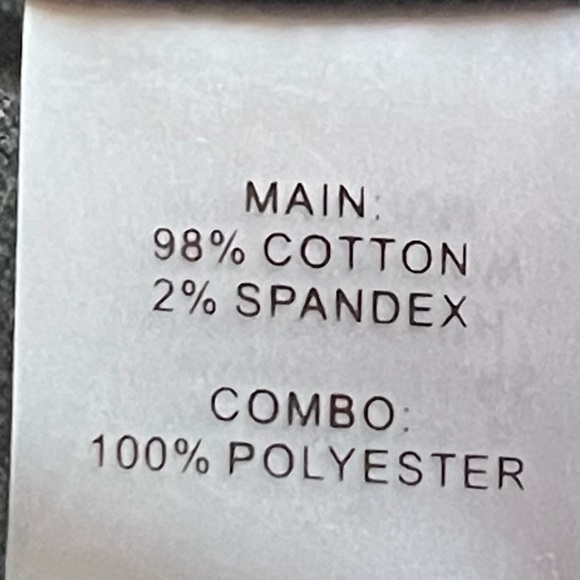 MAIN:
98% COTTON
2% SPANDEX
COMBO:
100% POLYESTER